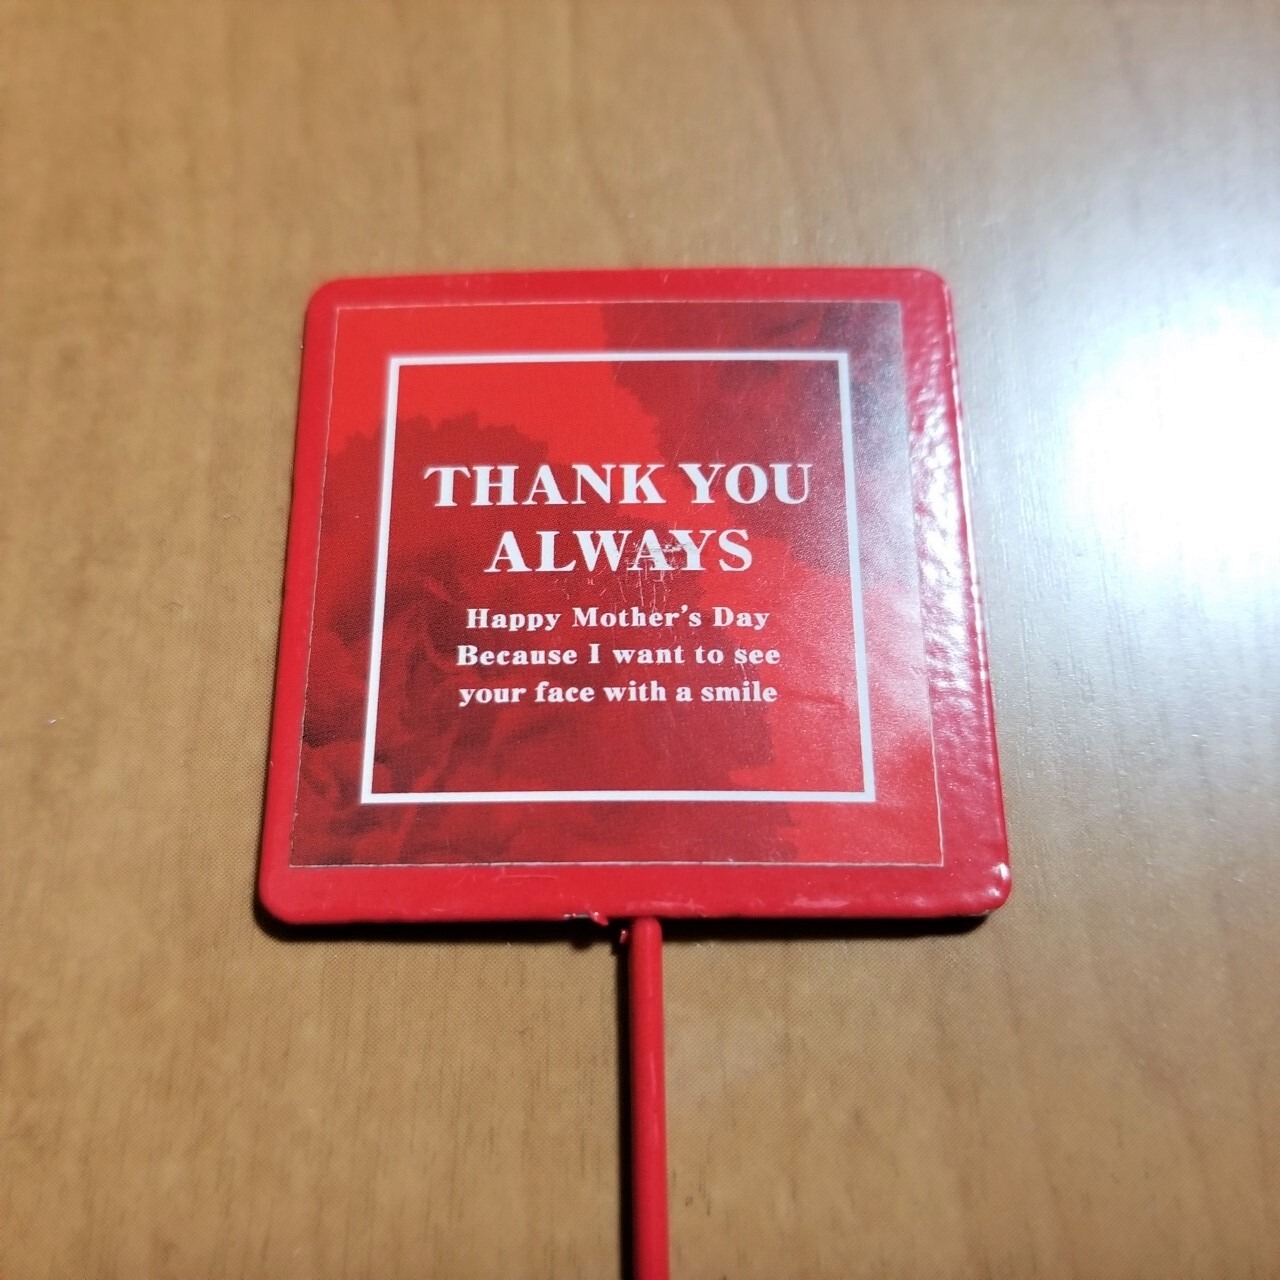 THANK YOU
ALWAYS
Happy Mother's Day
Because I want to see
your face with a smile